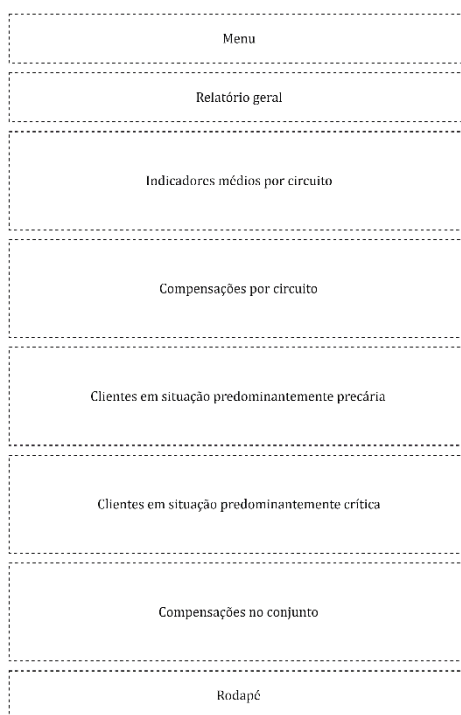 Menu
Relatório geral
Indicadores médios por circuito
Compensações por circuito
Clientes em situação predominantemente precária
Clientes em situação predominantemente crítica
Compensações no conjunto
Rodapé